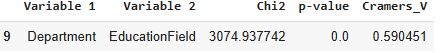 Variable 1 Variable 2 Chi2 p-value Cramers_V
9 Department EducationField 3074.937742 0.0 0.590451